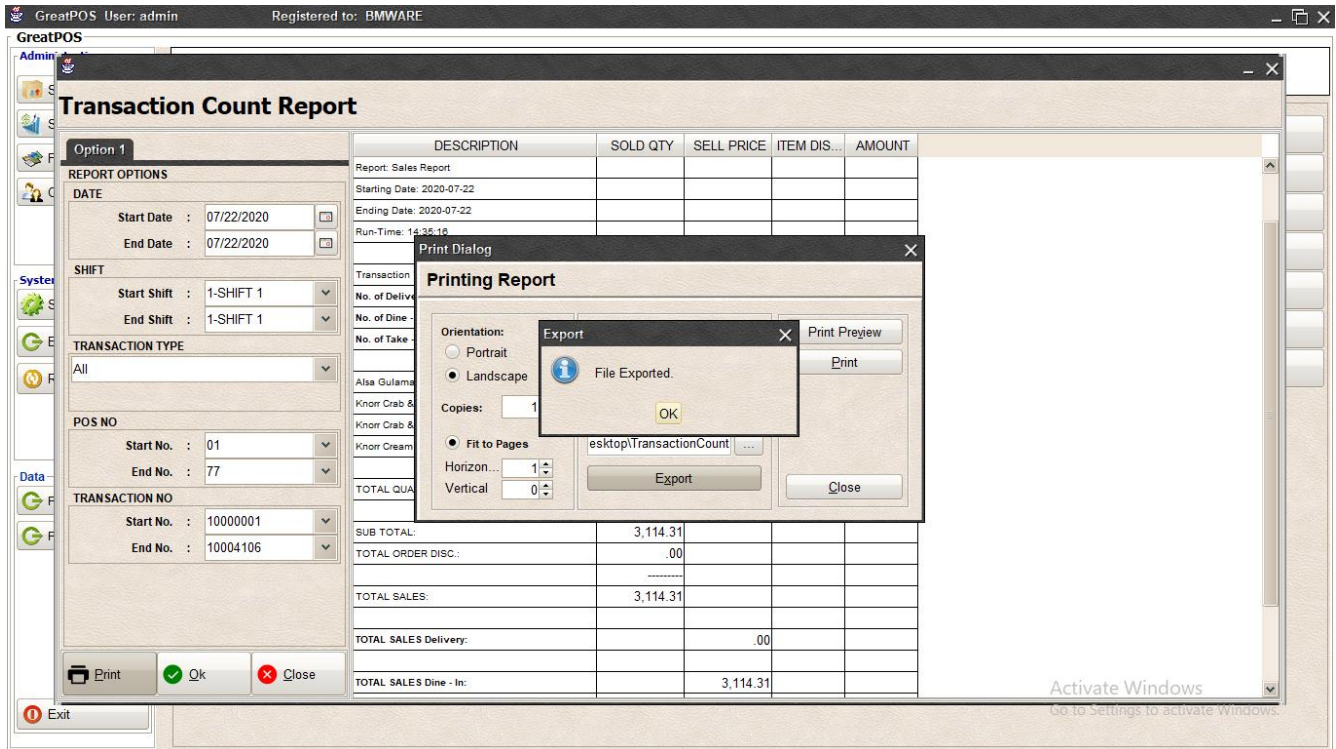 GreatPOS User: admin Registered to: BMWARE
GreatPOS
Transaction Count Report
Option 1
REPORT OPTIONS
DATE
Start Date : 07/22/2020
End Date : 07/22/2020
SHIFT
Start Shift : 1-SHIFT 1
End Shift : 1-SHIFT 1
TRANSACTION TYPE
All
POS NO
Start No. : 01
End No. : 77
TRANSACTION NO
Start No. : 10000001
End No. : 10004106
Print Ok Close
Exit
DESCRIPTION SOLD QTY SELL PRICE ITEM DIS... AMOUNT
Report: Sales Report
Starting Date: 2020-07-22
Ending Date: 2020-07-22
Run-Time: 14:35:16
Transaction
No. of Delive
No. of Dine -
No. of Take -
Alsa Gulama
Knorr Crab &
Knorr Crab &
Knorr Cream
TOTAL QUA
SUB TOTAL: 3,114.31
TOTAL ORDER DISC.: .00
---------
TOTAL SALES: 3,114.31
TOTAL SALES Delivery: .00
TOTAL SALES Dine - In: 3,114.31
Print Dialog
Printing Report
Orientation:
Portrait
Landscape
Copies: 1
Fit to Pages
Horizon... 1
Vertical 0
esktop\TransactionCount ...
Export
Print Preview
Print
Close
Export
File Exported.
OK
System
Data
Activate Windows
Go to Settings to activate Windows.